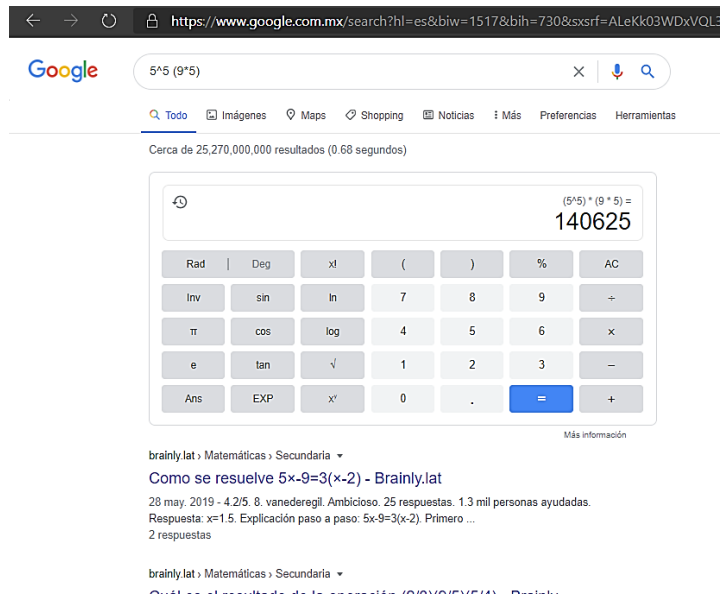 https://www.google.com.mx/search?hl=es&biw=1517&bih=730&sxsrf=ALeKk03WDxVQL
Google
5^5 (9*5)
Todo Imágenes Maps Shopping Noticias Más Preferencias Herramientas
Cerca de 25,270,000,000 resultados (0.68 segundos)
(5^5) * (9 * 5) =
140625
Rad | Deg x! ( ) % AC
Inv sin ln 7 8 9 ÷
π cos log 4 5 6 ×
e tan √ 1 2 3 –
Ans EXP xʸ 0 . = +
Más información
brainly.lat › Matemáticas › Secundaria
Como se resuelve 5×-9=3(×-2) - Brainly.lat
28 may. 2019 - 4.2/5. 8. vanederegil. Ambicioso. 25 respuestas. 1.3 mil personas ayudadas.
Respuesta: x=1.5. Explicación paso a paso: 5x-9=3(x-2). Primero ...
2 respuestas
brainly.lat › Matemáticas › Secundaria